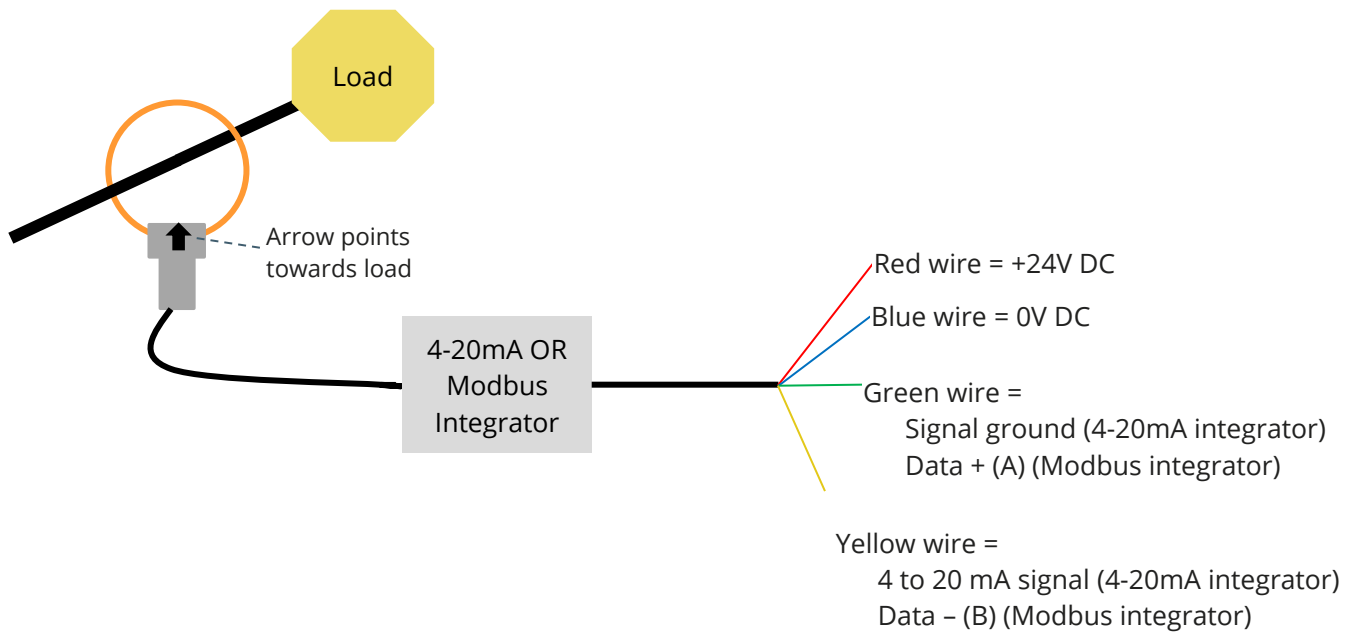 Load
Arrow points
towards load
4-20mA OR
Modbus
Integrator
Red wire = +24V DC
Blue wire = 0V DC
Green wire =
Signal ground (4-20mA integrator)
Data + (A) (Modbus integrator)
Yellow wire =
4 to 20 mA signal (4-20mA integrator)
Data – (B) (Modbus integrator)